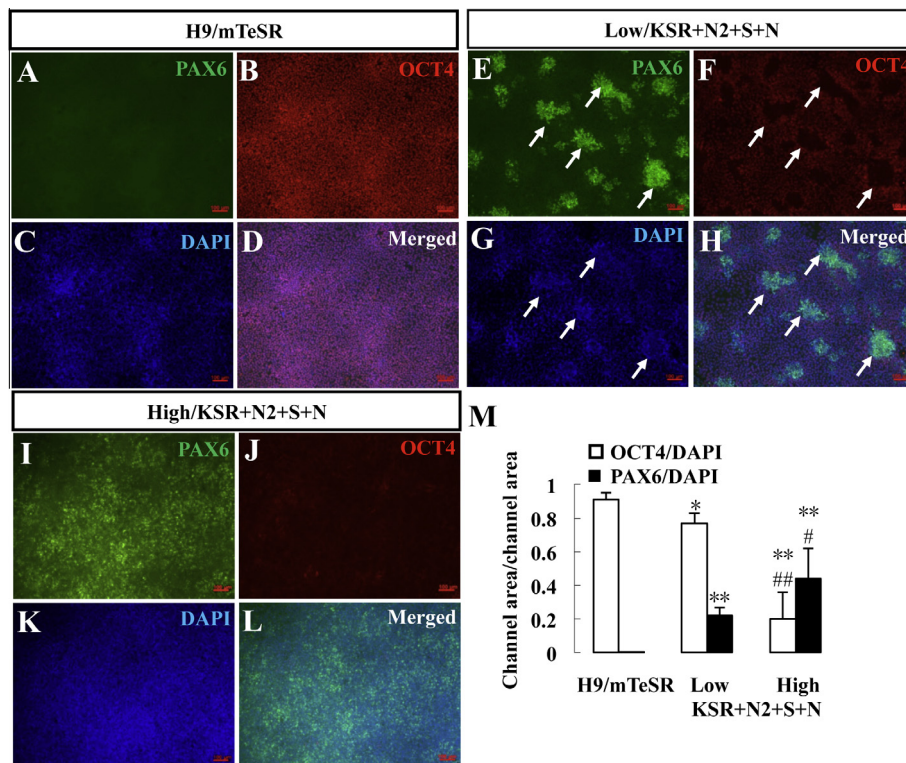 H9/mTeSR
A PAX6
B OCT4
C DAPI
D Merged
Low/KSR+N2+S+N
E PAX6
F OCT4
G DAPI
H Merged
High/KSR+N2+S+N
I PAX6
J OCT4
K DAPI
L Merged
M
OCT4/DAPI
PAX6/DAPI
Channel area/channel area
1
0.8
0.6
0.4
0.2
0
*
**
**
##
**
#
H9/mTeSR Low High
KSR+N2+S+N